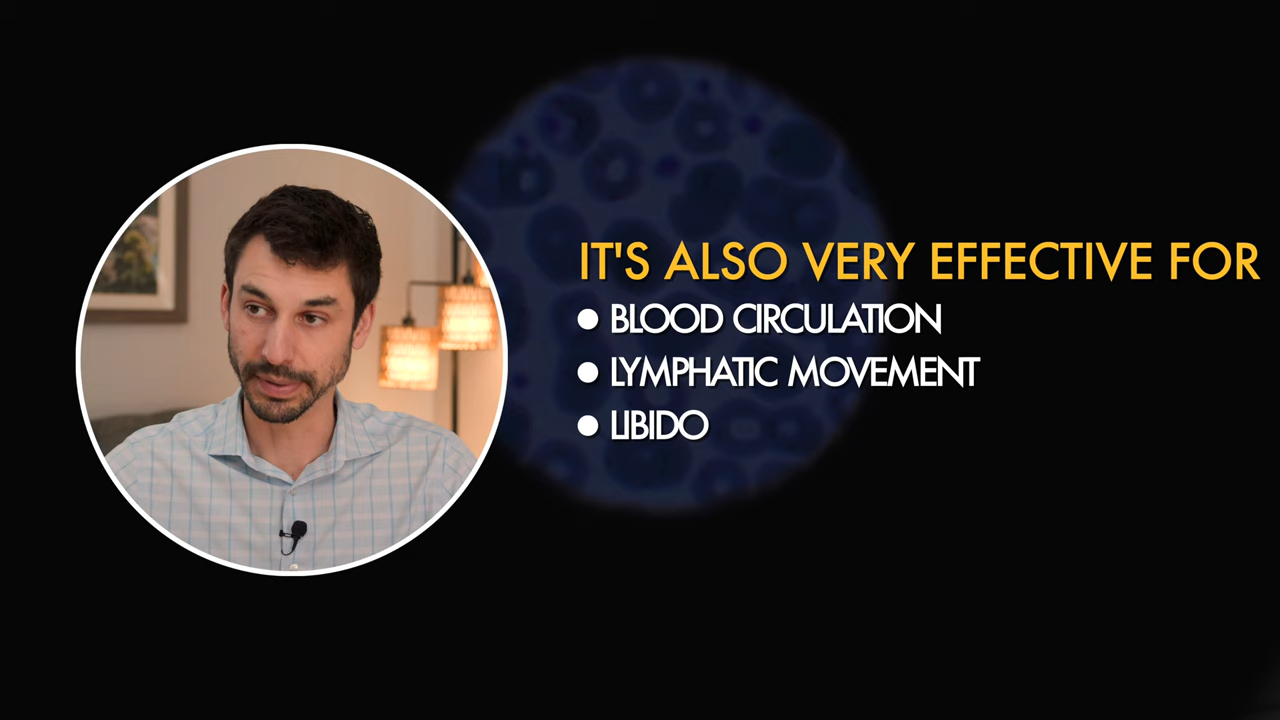 IT'S ALSO VERY EFFECTIVE FOR
● BLOOD CIRCULATION
● LYMPHATIC MOVEMENT
● LIBIDO